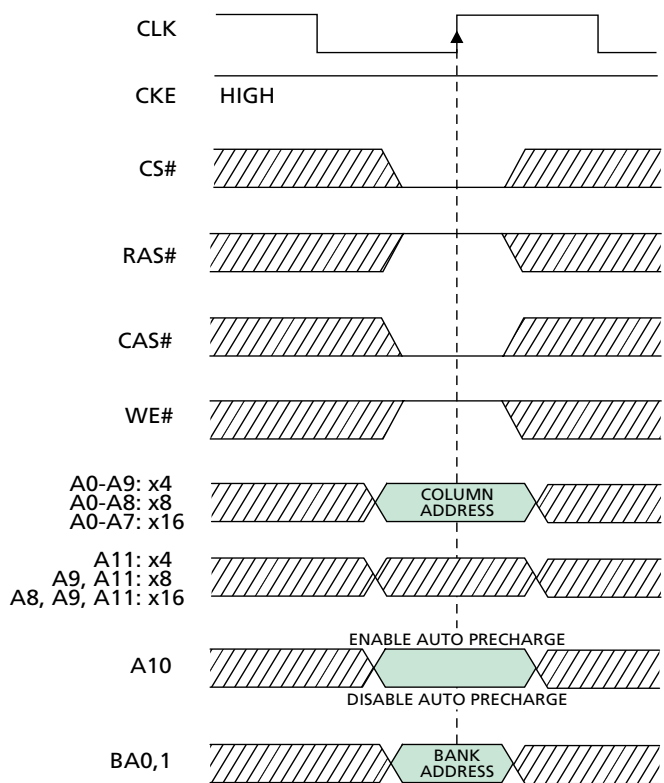 CLK
CKE HIGH
CS#
RAS#
CAS#
WE#
A0-A9: x4
A0-A8: x8
A0-A7: x16
COLUMN
ADDRESS
A11: x4
A9, A11: x8
A8, A9, A11: x16
ENABLE AUTO PRECHARGE
A10
DISABLE AUTO PRECHARGE
BA0,1
BANK
ADDRESS